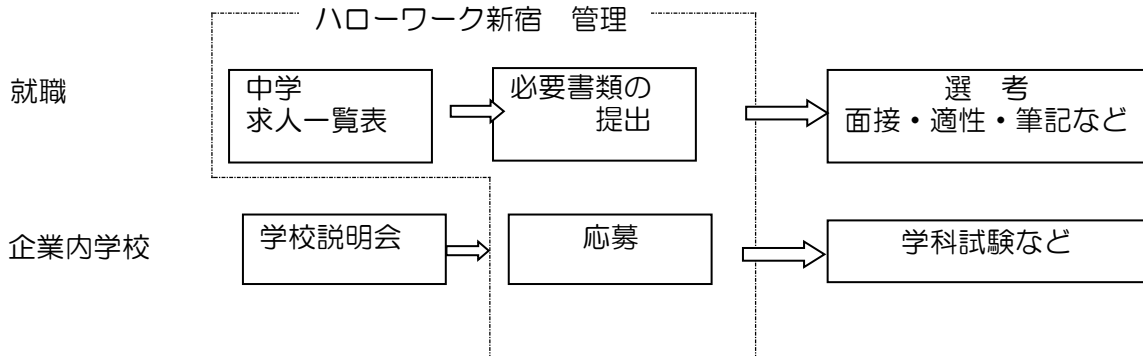 ハローワーク新宿　管理
就職
中学
求人一覧表
必要書類の
提出
選　考
面接・適性・筆記など
企業内学校
学校説明会
応募
学科試験など